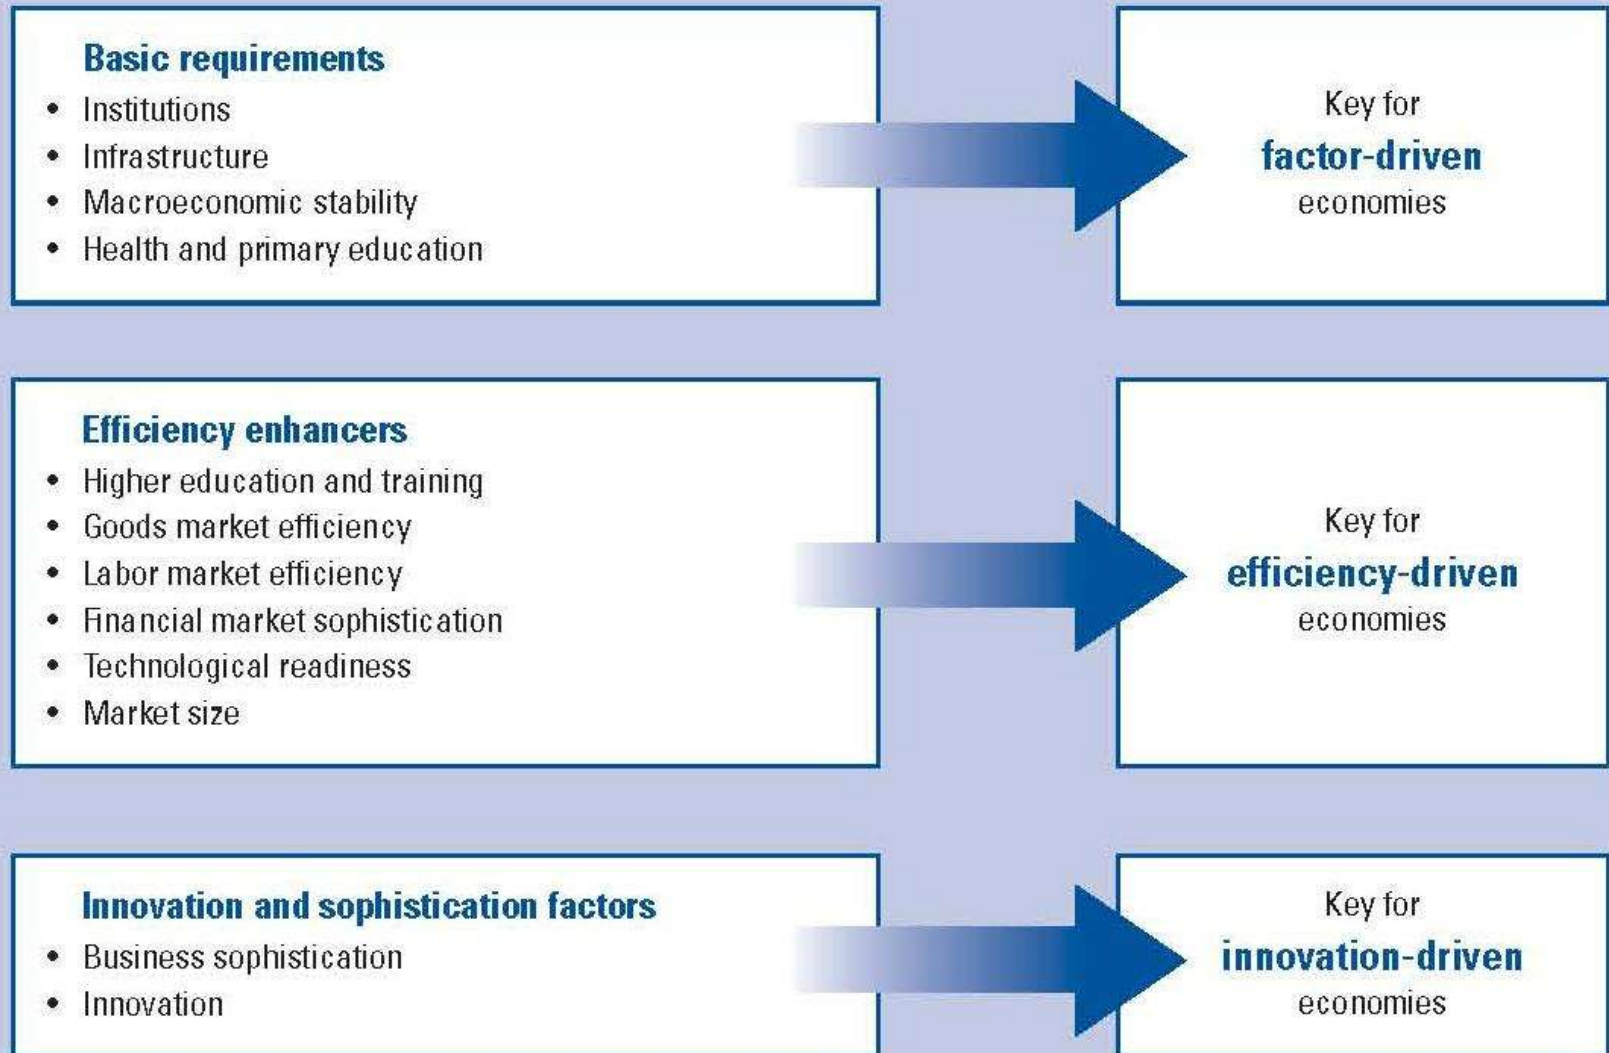 Basic requirements
• Institutions
• Infrastructure
• Macroeconomic stability
• Health and primary education
Key for
factor-driven
economies
Efficiency enhancers
• Higher education and training
• Goods market efficiency
• Labor market efficiency
• Financial market sophistication
• Technological readiness
• Market size
Key for
efficiency-driven
economies
Innovation and sophistication factors
• Business sophistication
• Innovation
Key for
innovation-driven
economies